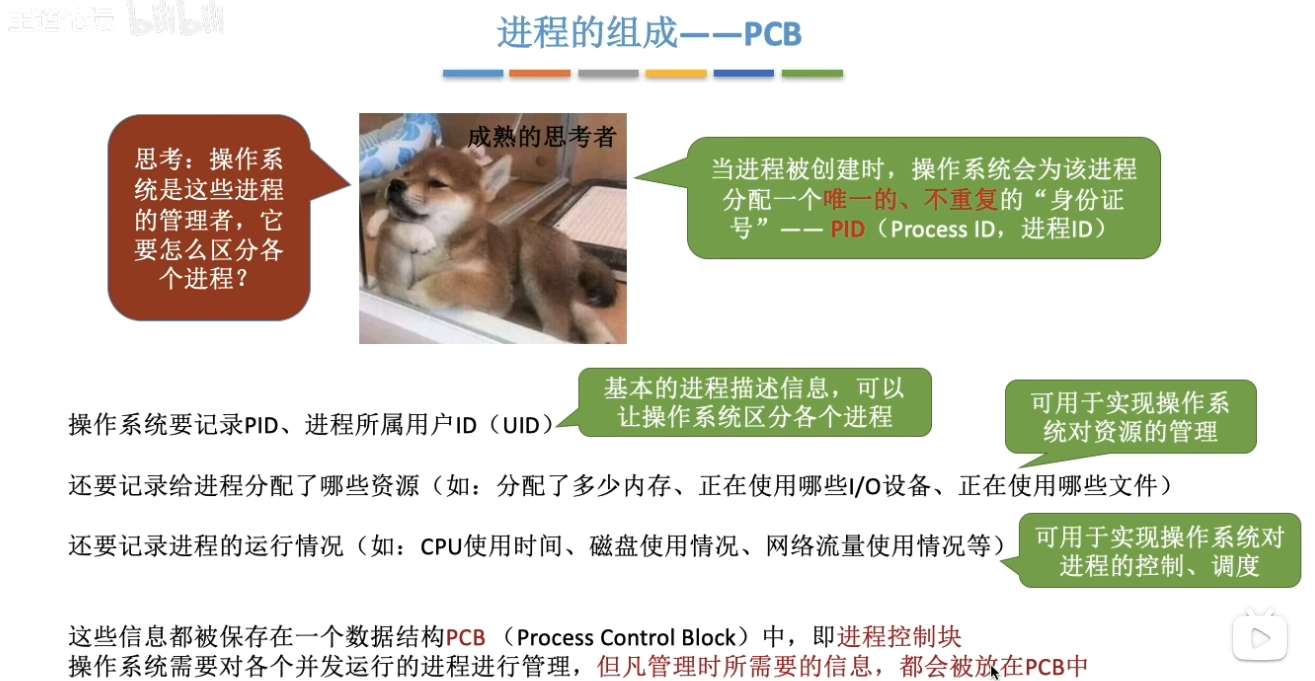 王道论坛 bilibili
进程的组成——PCB
思考：操作系
统是这些进程
的管理者，它
要怎么区分各
个进程？
成熟的思考者
当进程被创建时，操作系统会为该进程
分配一个唯一的、不重复的“身份证
号”—— PID（Process ID，进程ID）
操作系统要记录PID、进程所属用户ID（UID）
基本的进程描述信息，可以
让操作系统区分各个进程
还要记录给进程分配了哪些资源（如：分配了多少内存、正在使用哪些I/O设备、正在使用哪些文件）
可用于实现操作系
统对资源的管理
还要记录进程的运行情况（如：CPU使用时间、磁盘使用情况、网络流量使用情况等）
可用于实现操作系统对
进程的控制、调度
这些信息都被保存在一个数据结构PCB （Process Control Block）中，即进程控制块
操作系统需要对各个并发运行的进程进行管理，但凡管理时所需要的信息，都会被放在PCB中